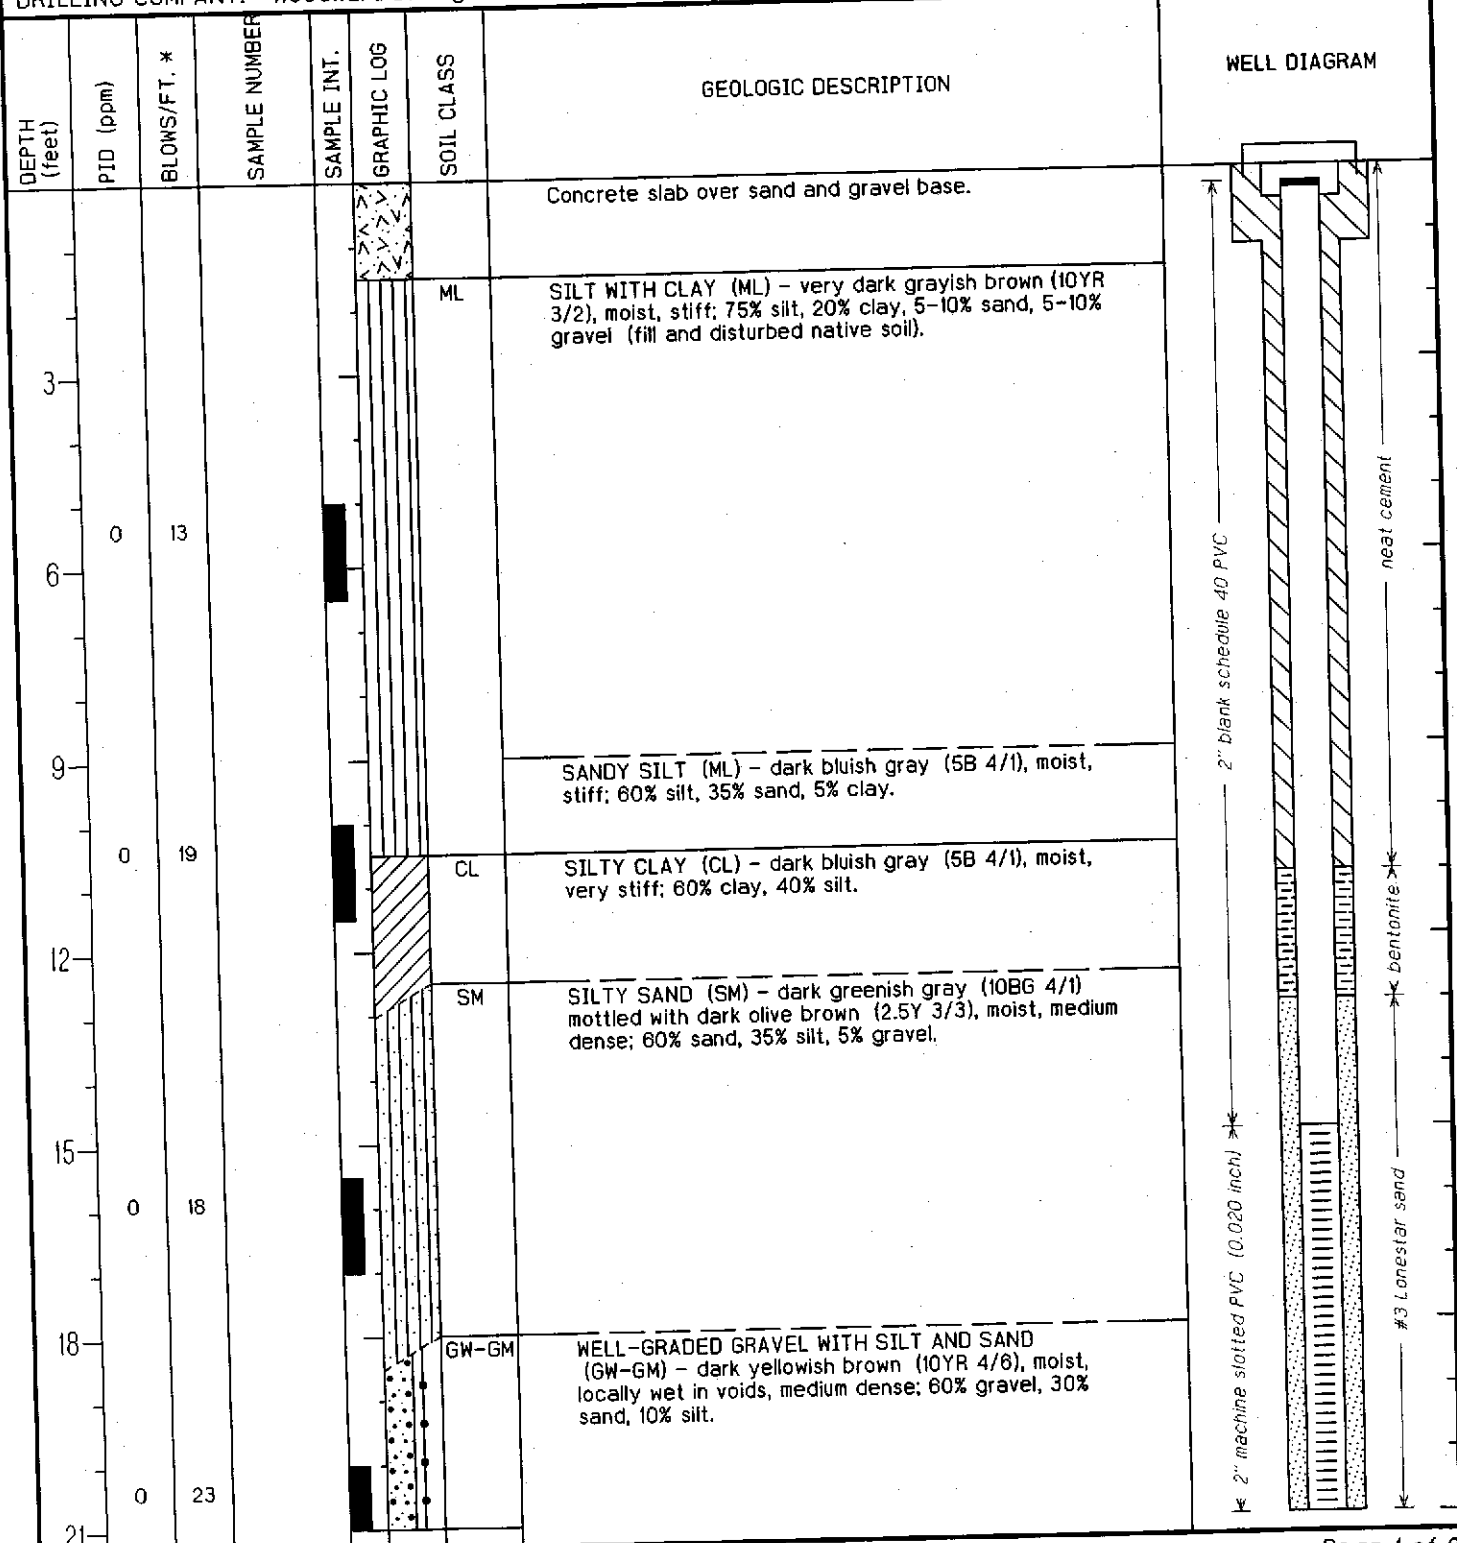 DEPTH
(feet)
PID (ppm)
BLOWS/FT. *
SAMPLE NUMBER
SAMPLE INT.
GRAPHIC LOG
SOIL CLASS
GEOLOGIC DESCRIPTION
WELL DIAGRAM
Concrete slab over sand and gravel base.
ML
SILT WITH CLAY (ML) - very dark grayish brown (10YR
3/2), moist, stiff; 75% silt, 20% clay, 5-10% sand, 5-10%
gravel (fill and disturbed native soil).
3
0
13
6
9
SANDY SILT (ML) - dark bluish gray (5B 4/1), moist,
stiff; 60% silt, 35% sand, 5% clay.
0
19
CL
SILTY CLAY (CL) - dark bluish gray (5B 4/1), moist,
very stiff; 60% clay, 40% silt.
12
SM
SILTY SAND (SM) - dark greenish gray (10BG 4/1)
mottled with dark olive brown (2.5Y 3/3), moist, medium
dense; 60% sand, 35% silt, 5% gravel.
15
0
18
18
GW-GM
WELL-GRADED GRAVEL WITH SILT AND SAND
(GW-GM) - dark yellowish brown (10YR 4/6), moist,
locally wet in voids, medium dense; 60% gravel, 30%
sand, 10% silt.
0
23
21
2" blank schedule 40 PVC
2" machine slotted PVC (0.020 inch)
neat cement
bentonite
#3 Lonestar sand